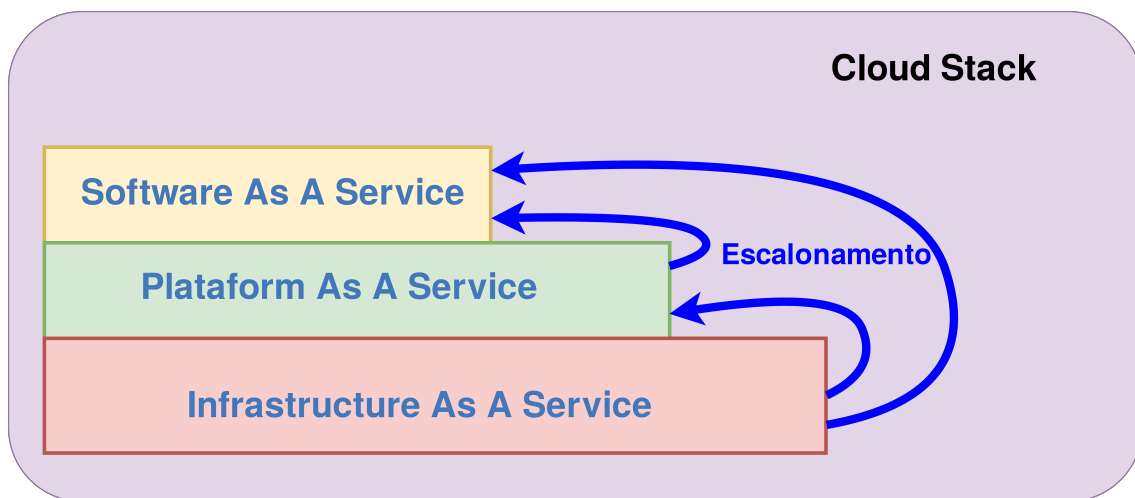 Cloud Stack
Software As A Service
Escalonamento
Plataform As A Service
Infrastructure As A Service